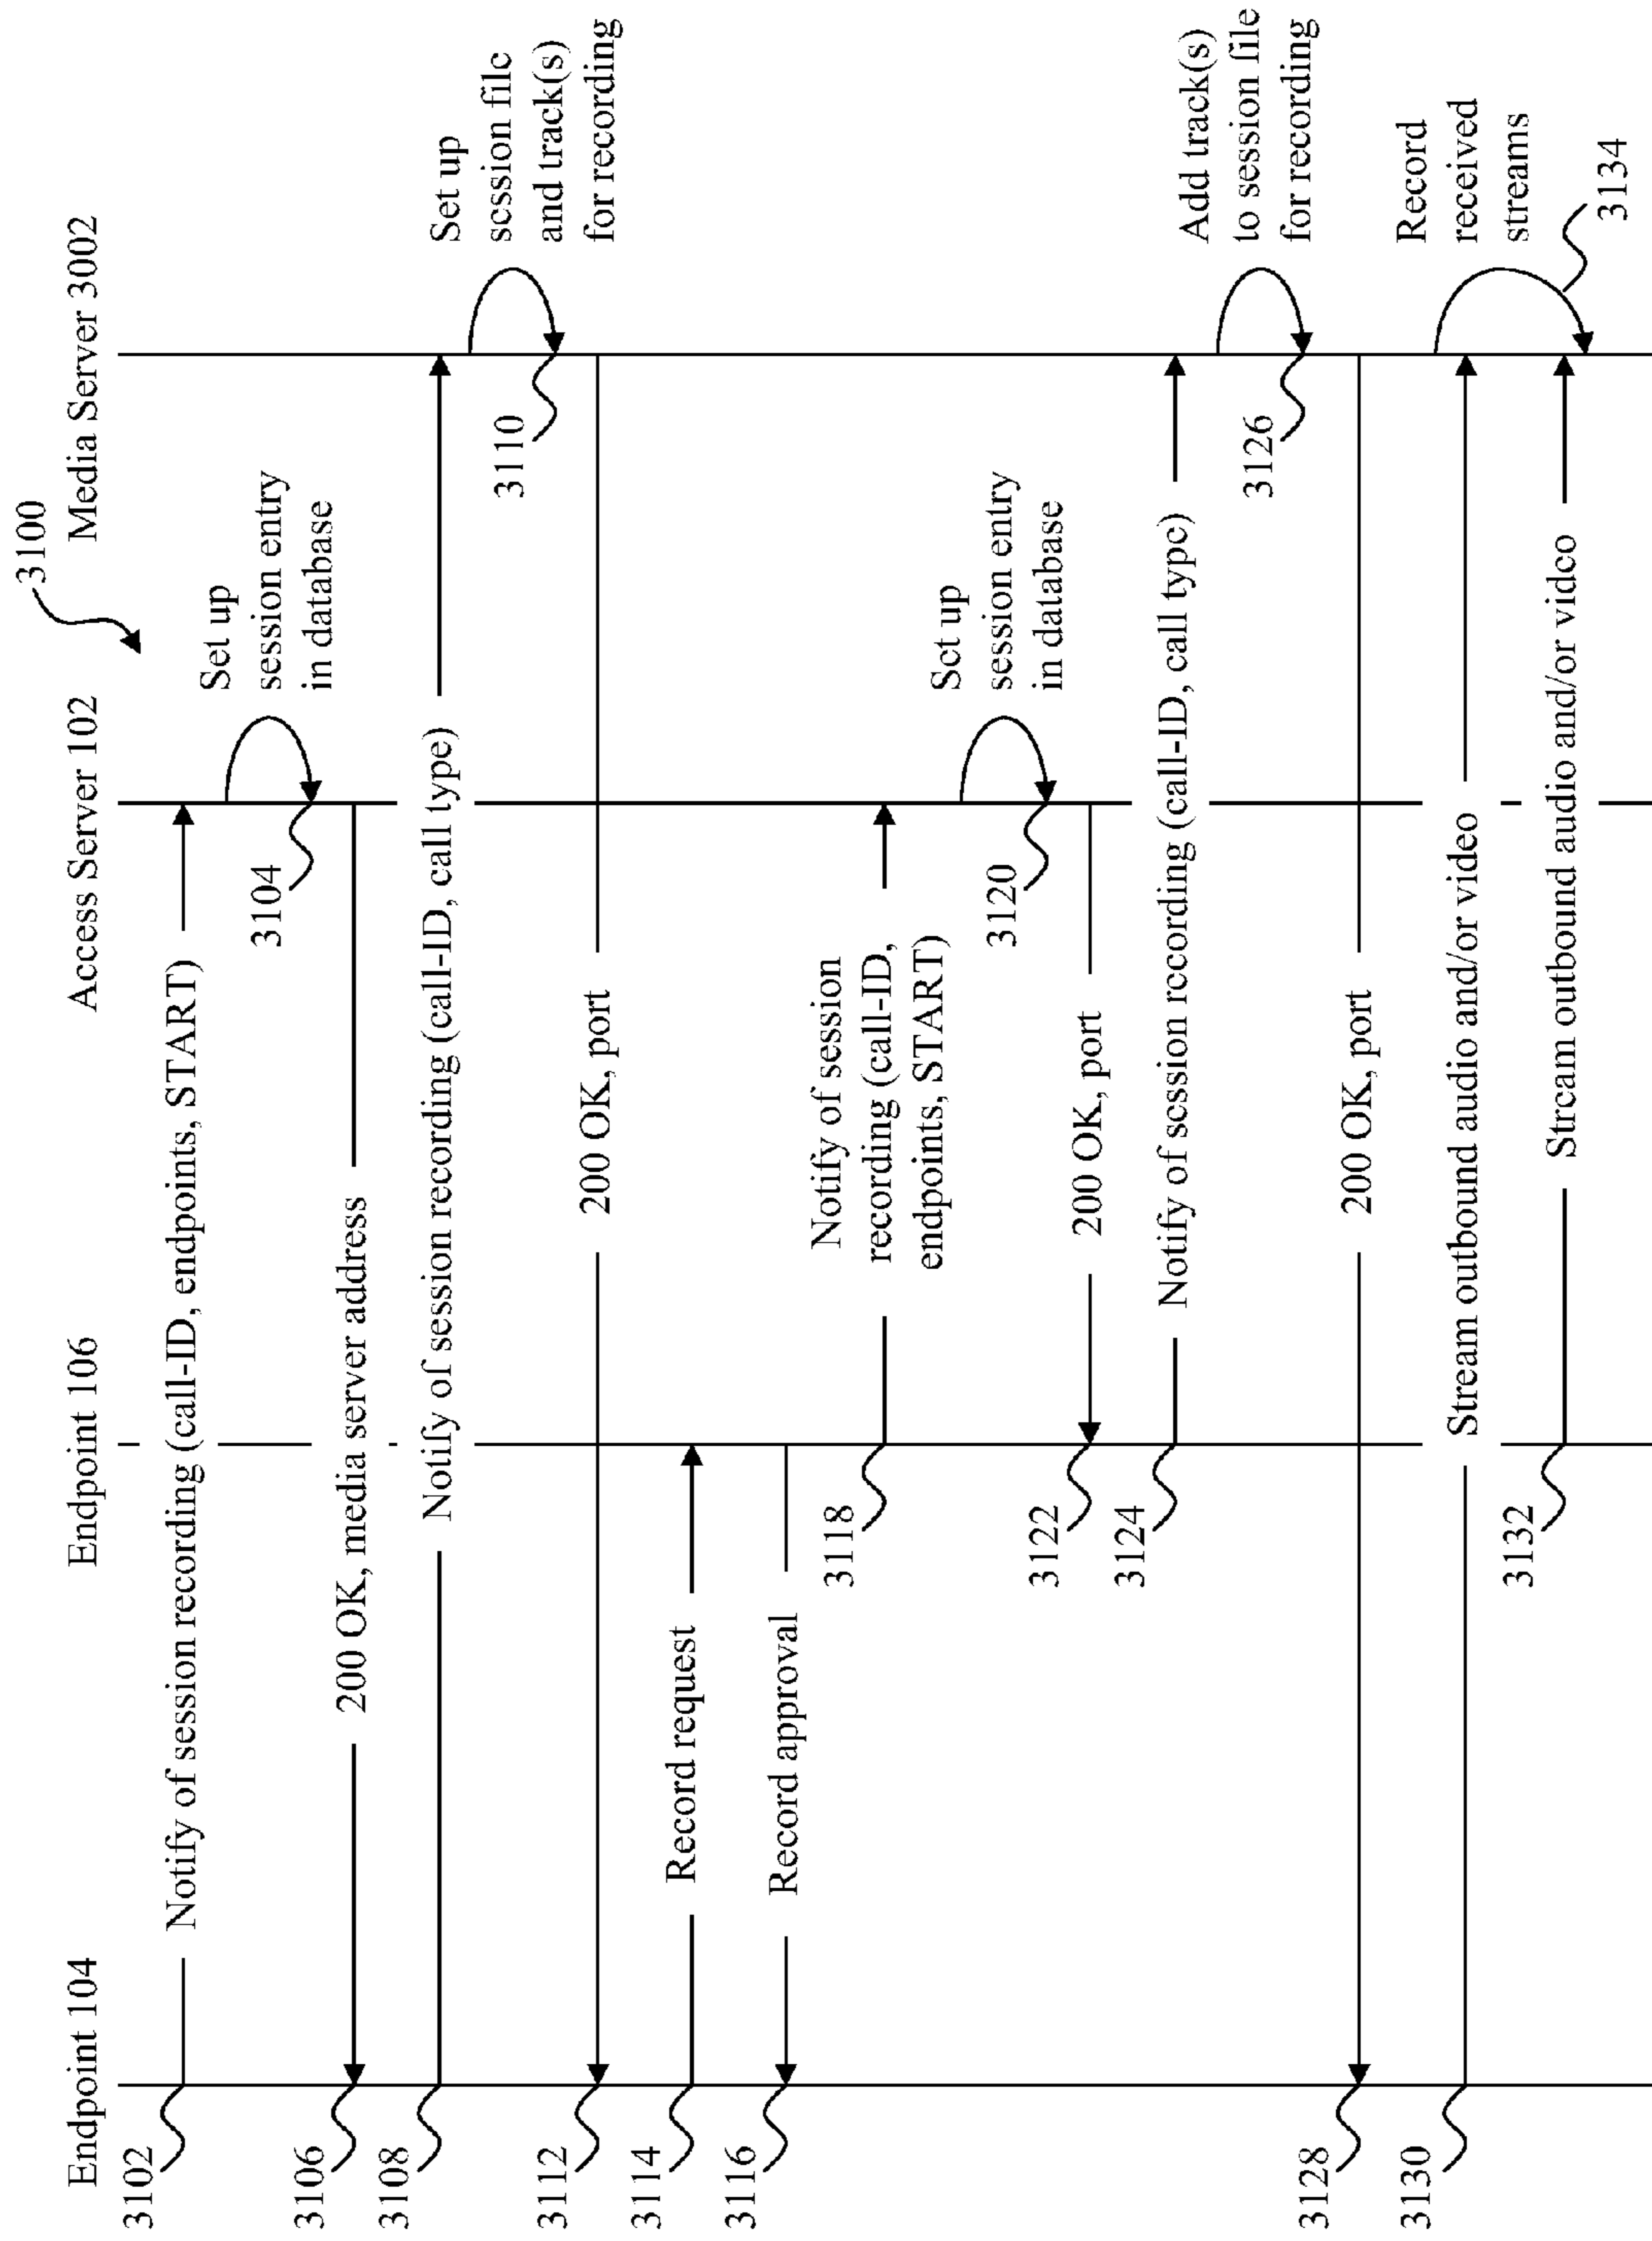 3100
Endpoint 104
Endpoint 106
Access Server 102
Media Server 3002
3102
Notify of session recording (call-ID, endpoints, START)
Set up
session entry
in database
3104
3106
200 OK, media server address
3108
Notify of session recording (call-ID, call type)
Set up
session file
and track(s)
for recording
3110
3112
200 OK, port
3114
Record request
3116
Record approval
3118
Notify of session
recording (call-ID,
endpoints, START)
Set up
session entry
in database
3120
3122
200 OK, port
3124
Notify of session recording (call-ID, call type)
Add track(s)
to session file
for recording
3126
3128
200 OK, port
3130
Stream outbound audio and/or video
Record
received
streams
3132
Stream outbound audio and/or video
3134